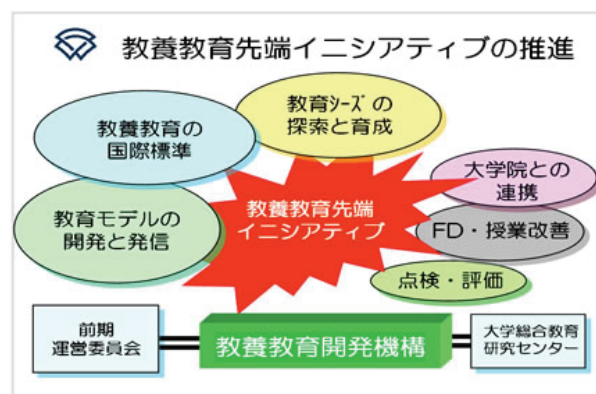 教養教育先端イニシアティブの推進
教育ｼｰｽﾞの
探索と育成
教養教育の
国際標準
大学院との
連携
教養教育先端
イニシアティブ
教育モデルの
開発と発信
FD・授業改善
点検・評価
前期
運営委員会
教養教育開発機構
大学総合教育
研究センター